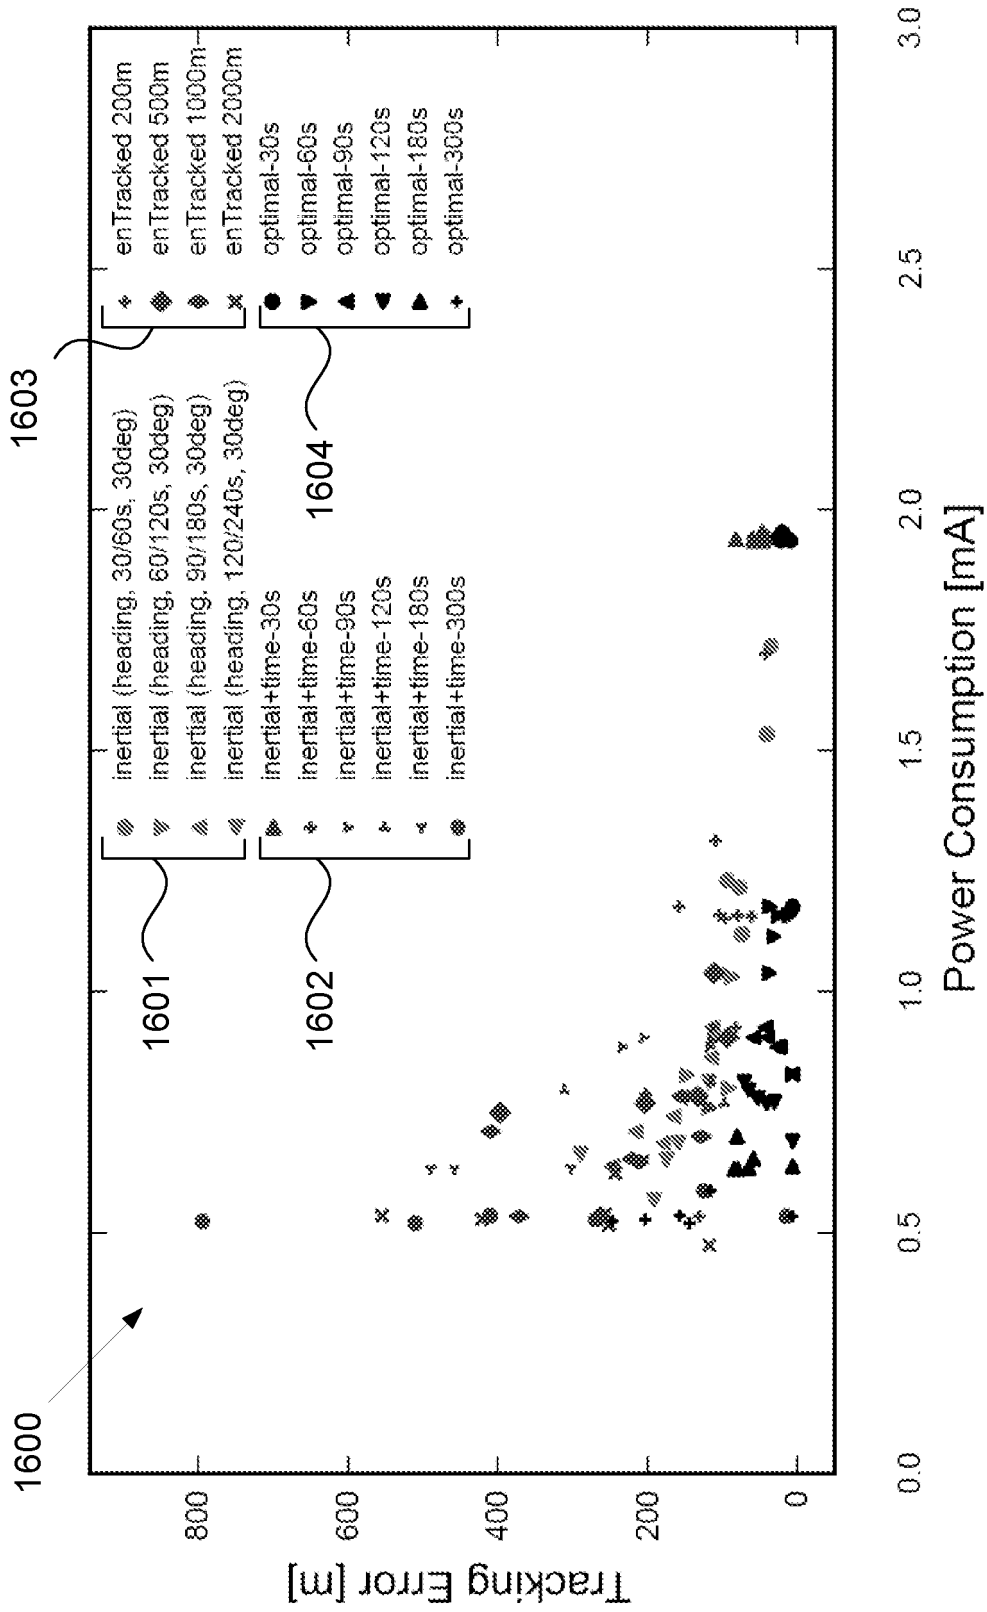 1600
1603
inertial (heading, 30/60s, 30deg)
inertial (heading, 60/120s, 30deg)
inertial (heading, 90/180s, 30deg)
inertial (heading, 120/240s, 30deg)
inertial+time-30s
inertial+time-60s
inertial+time-90s
inertial+time-120s
inertial+time-180s
inertial+time-300s
enTracked 200m
enTracked 500m
enTracked 1000m
enTracked 2000m
optimal-30s
optimal-60s
optimal-90s
optimal-120s
optimal-180s
optimal-300s
1601
1602
1604
Tracking Error [m]
800
600
400
200
0
0.0
0.5
1.0
1.5
2.0
2.5
3.0
Power Consumption [mA]